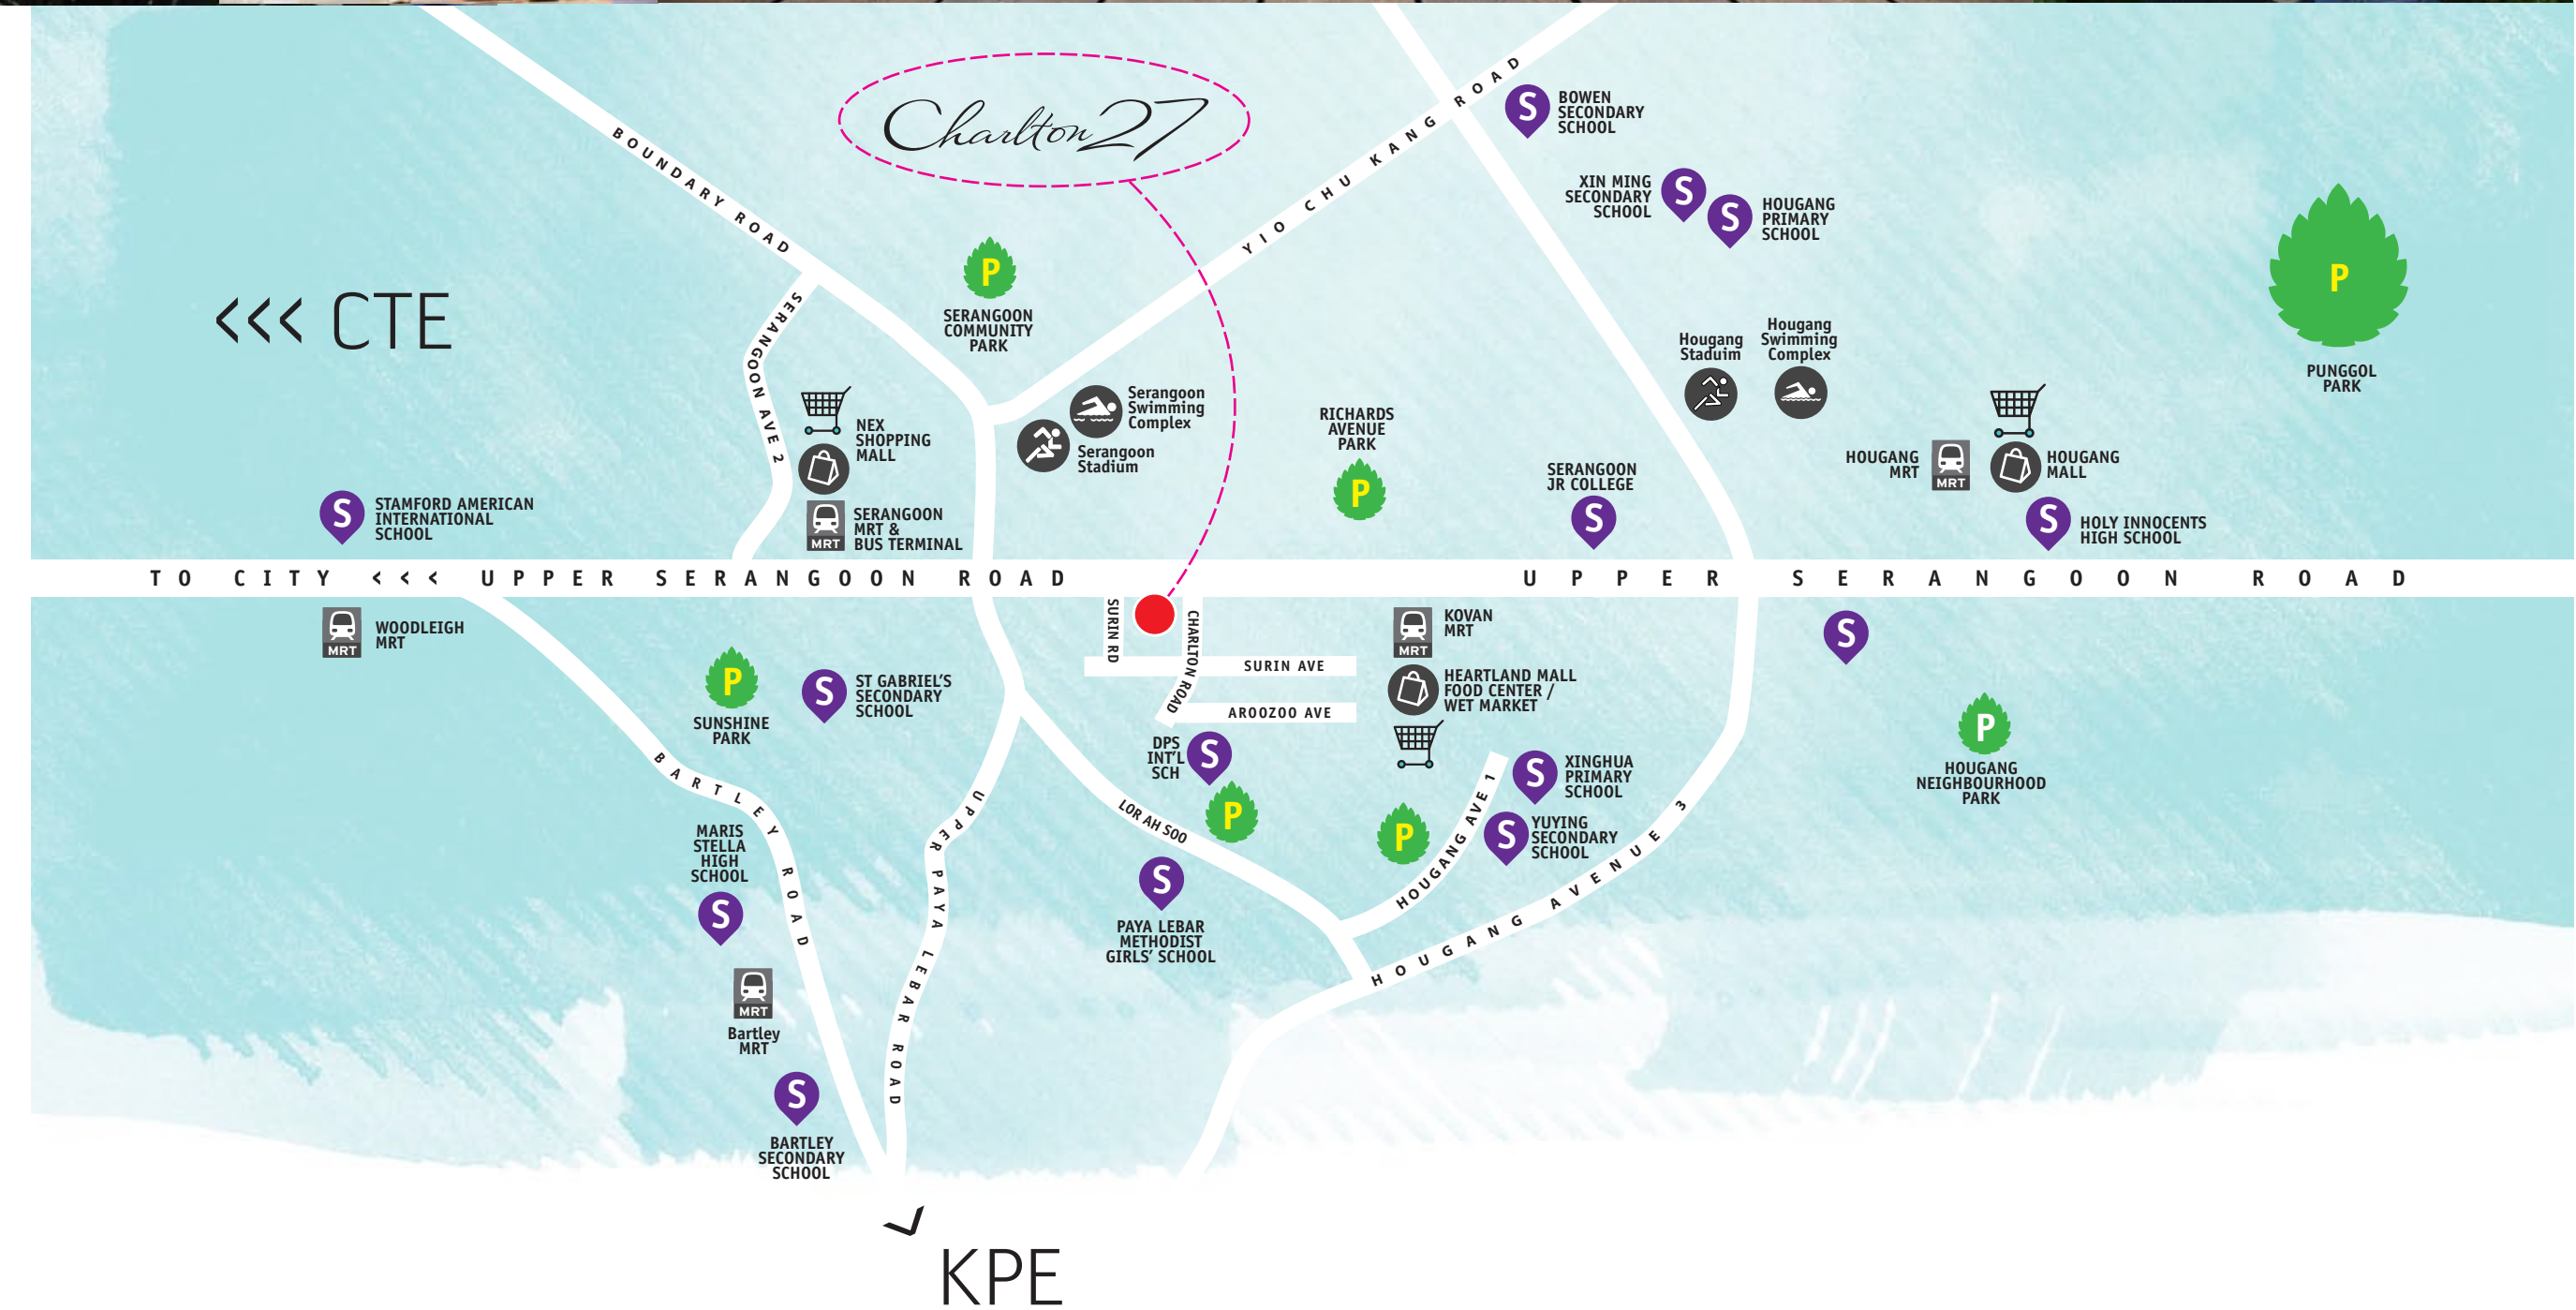 Charlton27
BOUNDARY ROAD
YIO CHU KANG ROAD
S
BOWEN
SECONDARY
SCHOOL
XIN MING
SECONDARY
SCHOOL
S
S
HOUGANG
PRIMARY
SCHOOL
P
PUNGGOL
PARK
<<< CTE
SERANGOON AVE 2
P
SERANGOON
COMMUNITY
PARK
Hougang
Staduim
Hougang
Swimming
Complex
NEX
SHOPPING
MALL
Serangoon
Swimming
Complex
Serangoon
Stadium
RICHARDS
AVENUE
PARK
P
SERANGOON
JR COLLEGE
S
HOUGANG
MRT
MRT
HOUGANG
MALL
S
HOLY INNOCENTS
HIGH SCHOOL
S
STAMFORD AMERICAN
INTERNATIONAL
SCHOOL
MRT
SERANGOON
MRT &
BUS TERMINAL
TO CITY <<< UPPER SERANGOON ROAD
UPPER SERANGOON ROAD
MRT
WOODLEIGH
MRT
SURIN RD
CHARLTON ROAD
SURIN AVE
AROOZOO AVE
MRT
KOVAN
MRT
HEARTLAND MALL
FOOD CENTER /
WET MARKET
S
P
SUNSHINE
PARK
S
ST GABRIEL'S
SECONDARY
SCHOOL
P
HOUGANG
NEIGHBOURHOOD
PARK
DPS
INT'L
SCH
S
P
P
BARTLEY ROAD
UPPER PAYA LEBAR ROAD
LOR AH SOO
HOUGANG AVE 1
S
XINGHUA
PRIMARY
SCHOOL
S
YUYING
SECONDARY
SCHOOL
HOUGANG AVENUE 3
MARIS
STELLA
HIGH
SCHOOL
S
S
PAYA LEBAR
METHODIST
GIRLS' SCHOOL
MRT
Bartley
MRT
S
BARTLEY
SECONDARY
SCHOOL
KPE